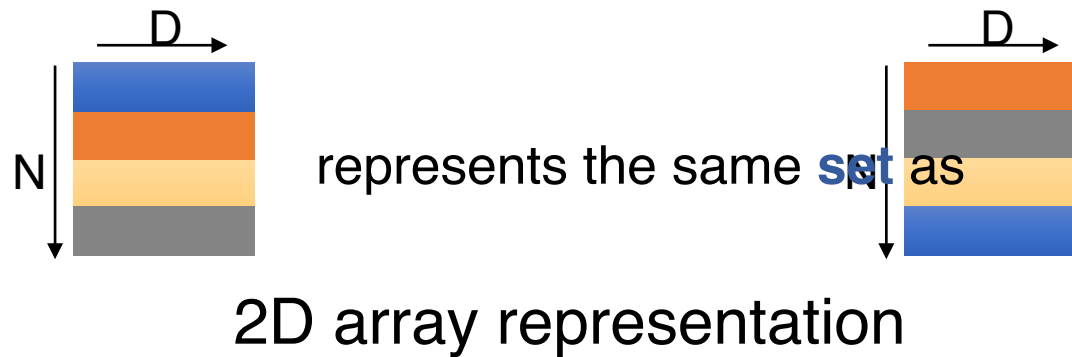 D D
N represents the same set as N
2D array representation